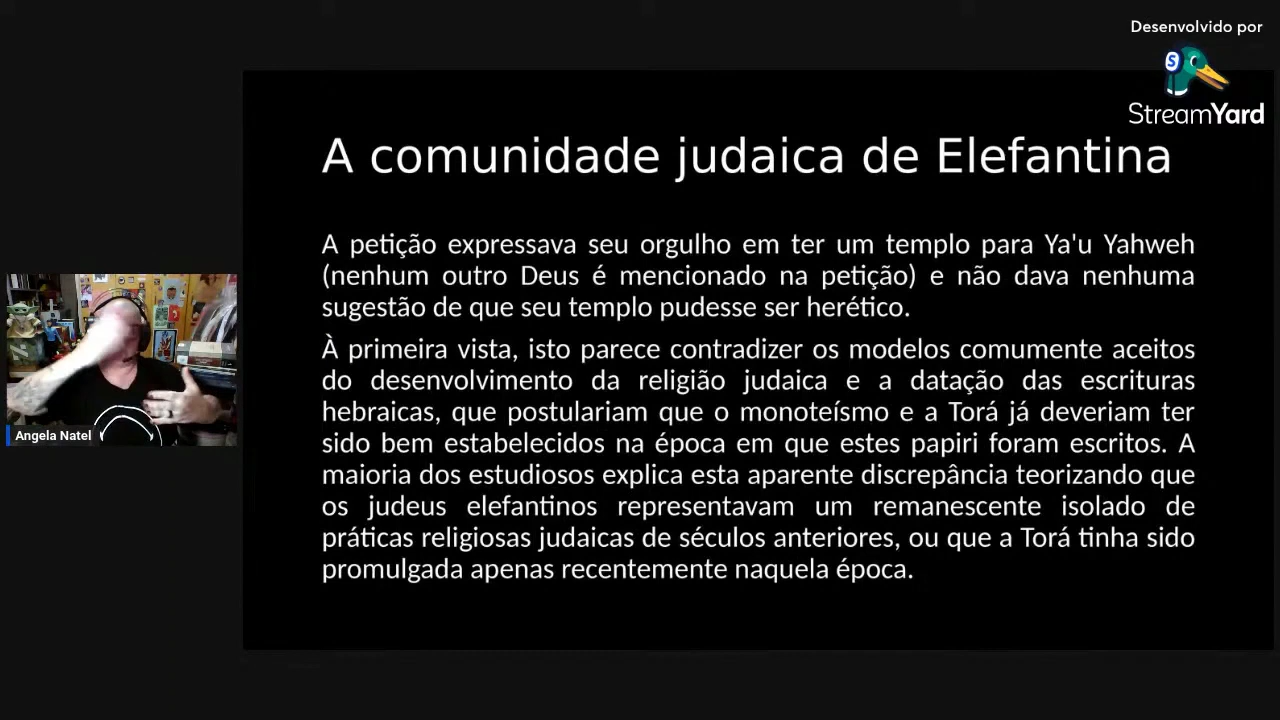 Desenvolvido por
StreamYard
A comunidade judaica de Elefantina
A petição expressava seu orgulho em ter um templo para Ya'u Yahweh
(nenhum outro Deus é mencionado na petição) e não dava nenhuma
sugestão de que seu templo pudesse ser herético.
À primeira vista, isto parece contradizer os modelos comumente aceitos
do desenvolvimento da religião judaica e a datação das escrituras
hebraicas, que postulariam que o monoteísmo e a Torá já deveriam ter
sido bem estabelecidos na época em que estes papiri foram escritos. A
maioria dos estudiosos explica esta aparente discrepância teorizando que
os judeus elefantinos representavam um remanescente isolado de
práticas religiosas judaicas de séculos anteriores, ou que a Torá tinha sido
promulgada apenas recentemente naquela época.
Angela Natel